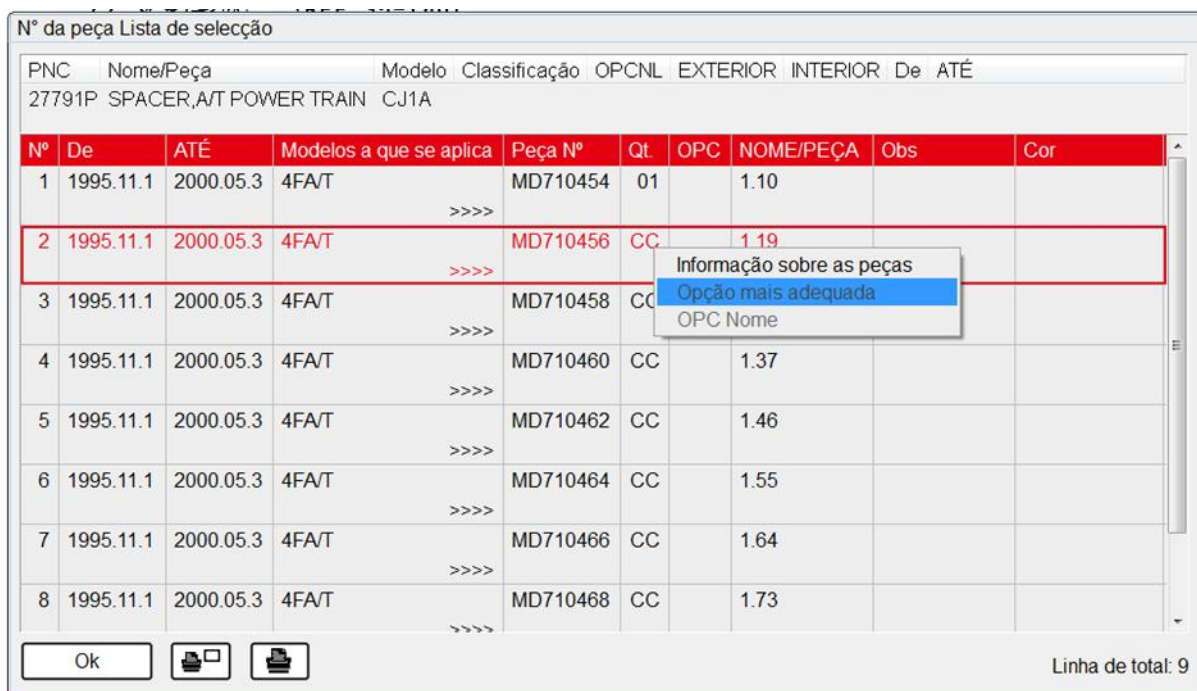 N° da peça Lista de selecção
PNC Nome/Peça Modelo Classificação OPCNL EXTERIOR INTERIOR De ATÉ
27791P SPACER,A/T POWER TRAIN CJ1A
Nº De ATÉ Modelos a que se aplica Peça Nº Qt. OPC NOME/PEÇA Obs Cor
1 1995.11.1 2000.05.3 4FA/T MD710454 01 1.10
>>>>
2 1995.11.1 2000.05.3 4FA/T MD710456 CC 1.19
>>>>
Informação sobre as peças
Opção mais adequada
OPC Nome
3 1995.11.1 2000.05.3 4FA/T MD710458 CC
>>>>
4 1995.11.1 2000.05.3 4FA/T MD710460 CC 1.37
>>>>
5 1995.11.1 2000.05.3 4FA/T MD710462 CC 1.46
>>>>
6 1995.11.1 2000.05.3 4FA/T MD710464 CC 1.55
>>>>
7 1995.11.1 2000.05.3 4FA/T MD710466 CC 1.64
>>>>
8 1995.11.1 2000.05.3 4FA/T MD710468 CC 1.73
>>>>
Ok
Linha de total: 9